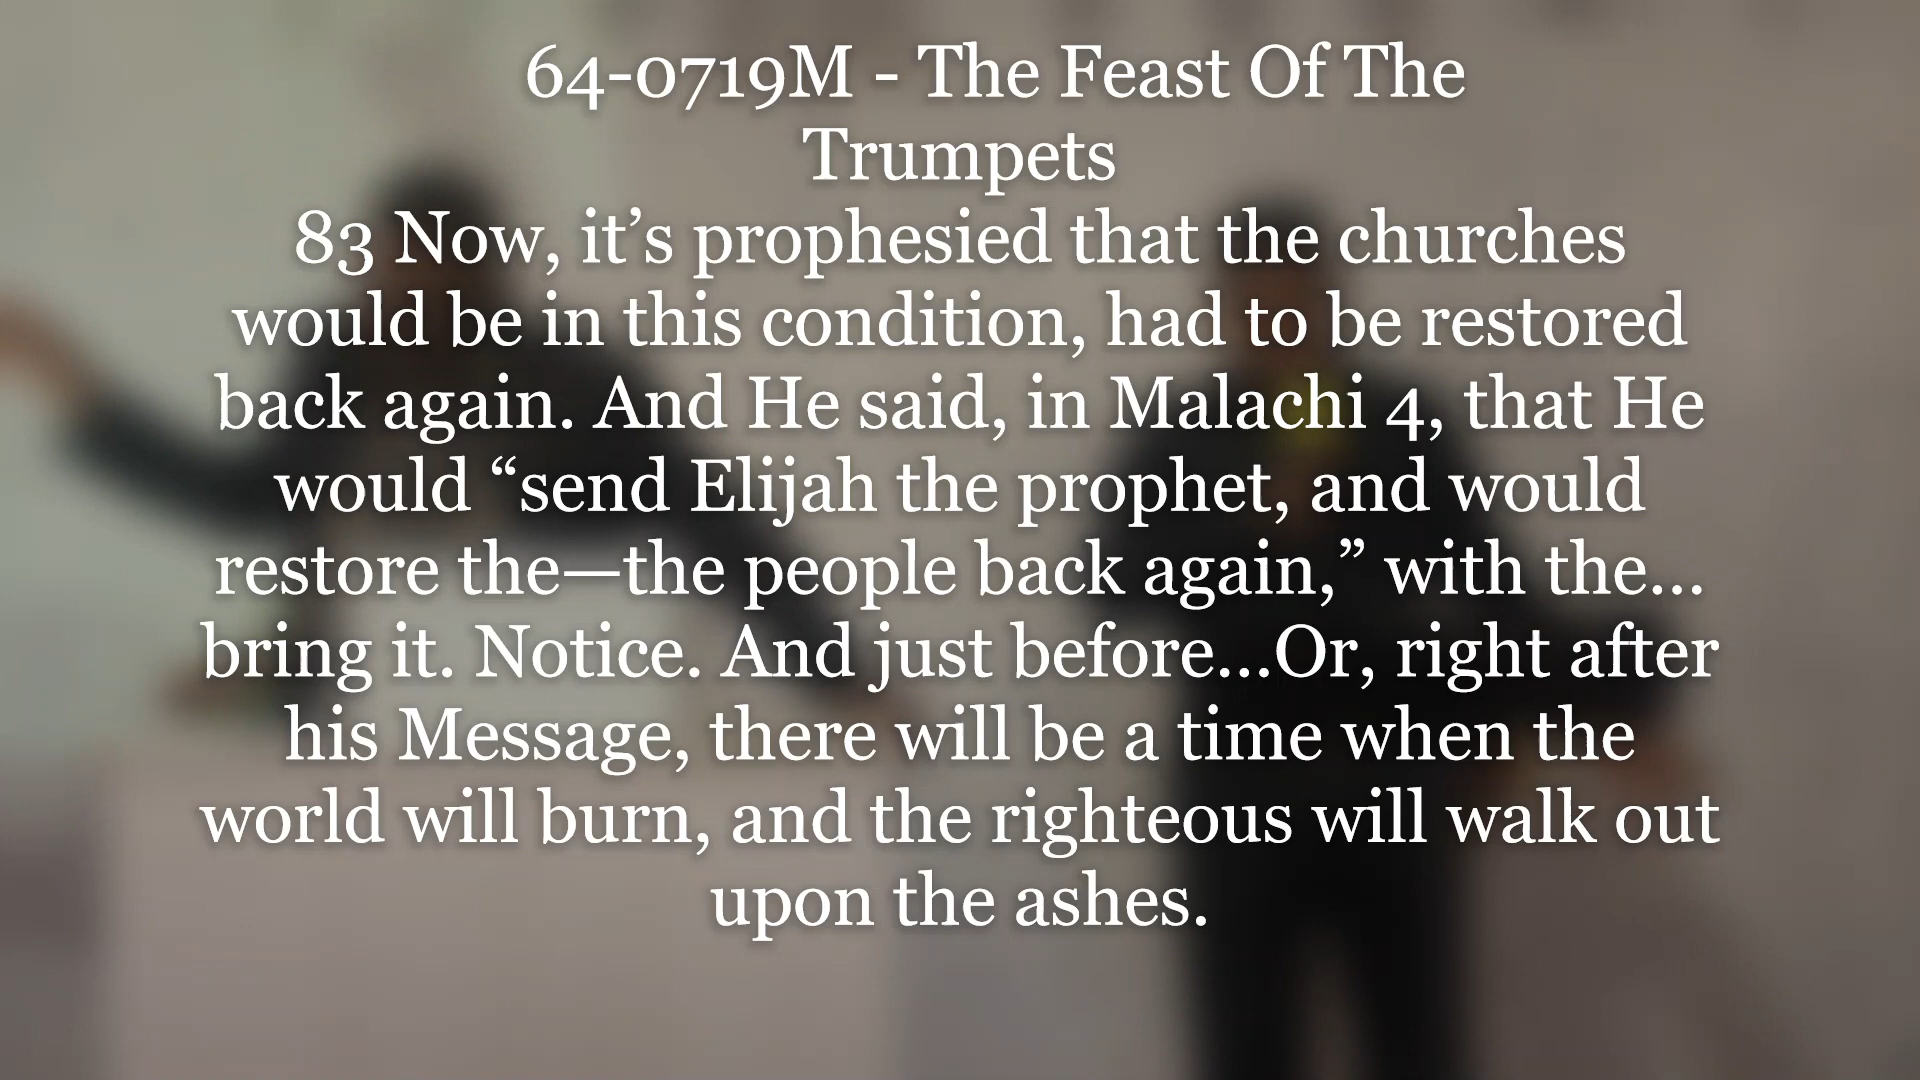 64-0719M - The Feast Of The
Trumpets
83 Now, it’s prophesied that the churches
would be in this condition, had to be restored
back again. And He said, in Malachi 4, that He
would “send Elijah the prophet, and would
restore the—the people back again,” with the...
bring it. Notice. And just before...Or, right after
his Message, there will be a time when the
world will burn, and the righteous will walk out
upon the ashes.